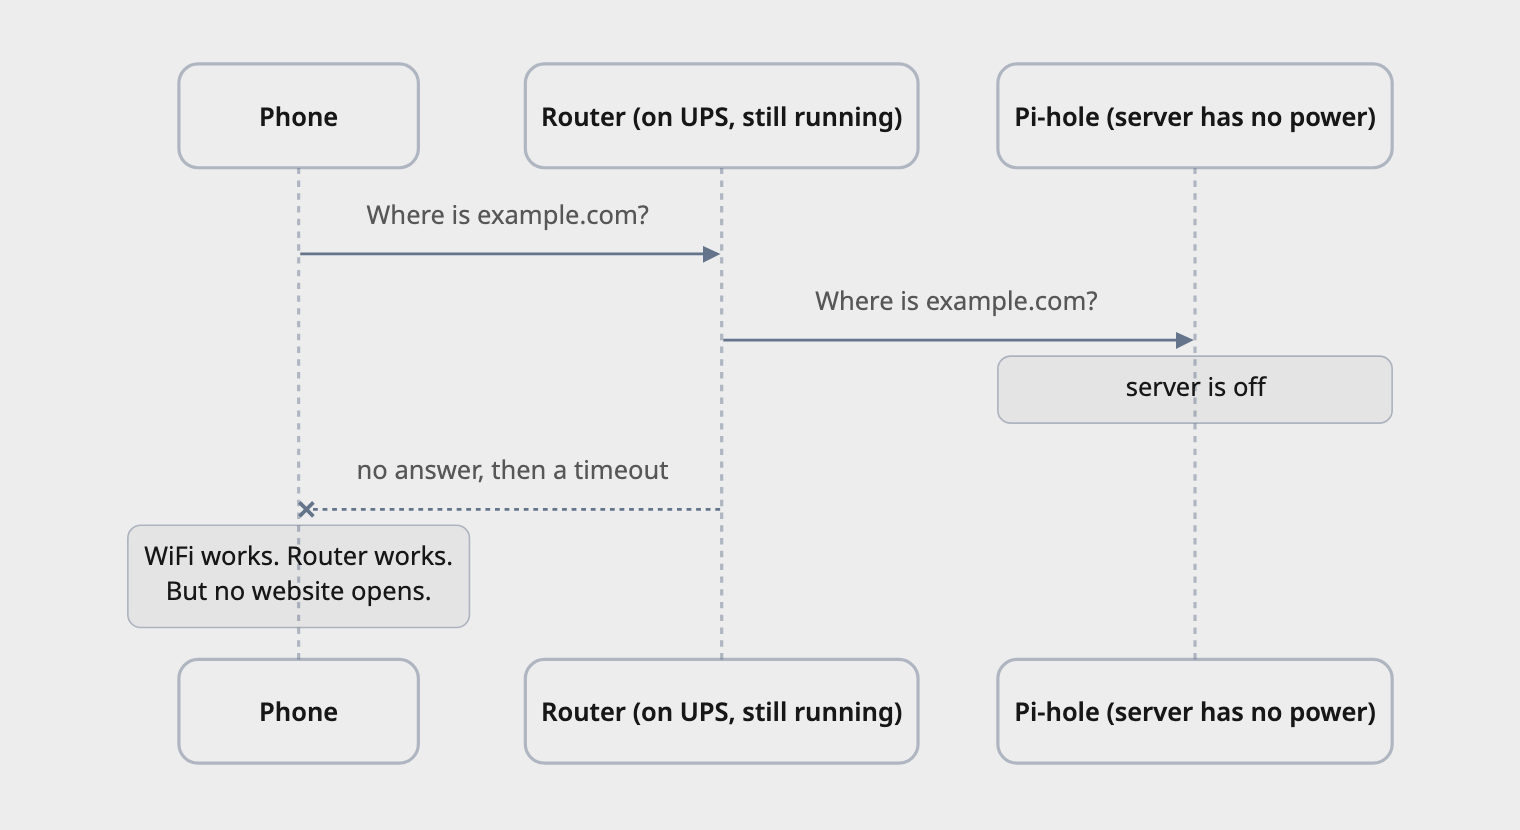 Phone
Router (on UPS, still running)
Pi-hole (server has no power)
Where is example.com?
Where is example.com?
server is off
no answer, then a timeout
WiFi works. Router works.
But no website opens.
Phone
Router (on UPS, still running)
Pi-hole (server has no power)